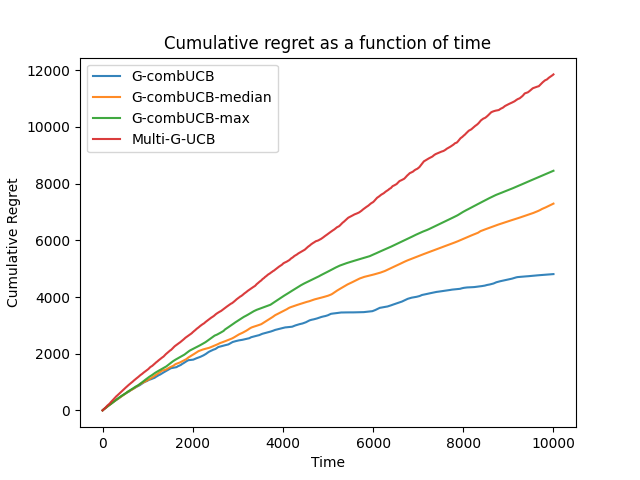 Cumulative regret as a function of time
G-combUCB
G-combUCB-median
G-combUCB-max
Multi-G-UCB
12000
10000
8000
6000
4000
2000
0
Cumulative Regret
0 2000 4000 6000 8000 10000
Time